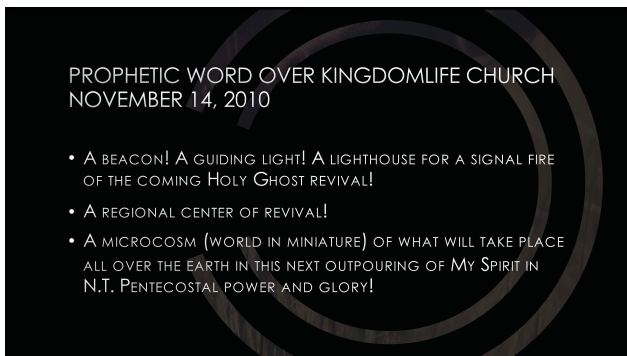 PROPHETIC WORD OVER KINGDOMLIFE CHURCH
NOVEMBER 14, 2010
• A BEACON! A GUIDING LIGHT! A LIGHTHOUSE FOR A SIGNAL FIRE
OF THE COMING HOLY GHOST REVIVAL!
• A REGIONAL CENTER OF REVIVAL!
• A MICROCOSM (WORLD IN MINIATURE) OF WHAT WILL TAKE PLACE
ALL OVER THE EARTH IN THIS NEXT OUTPOURING OF MY SPIRIT IN
N.T. PENTECOSTAL POWER AND GLORY!